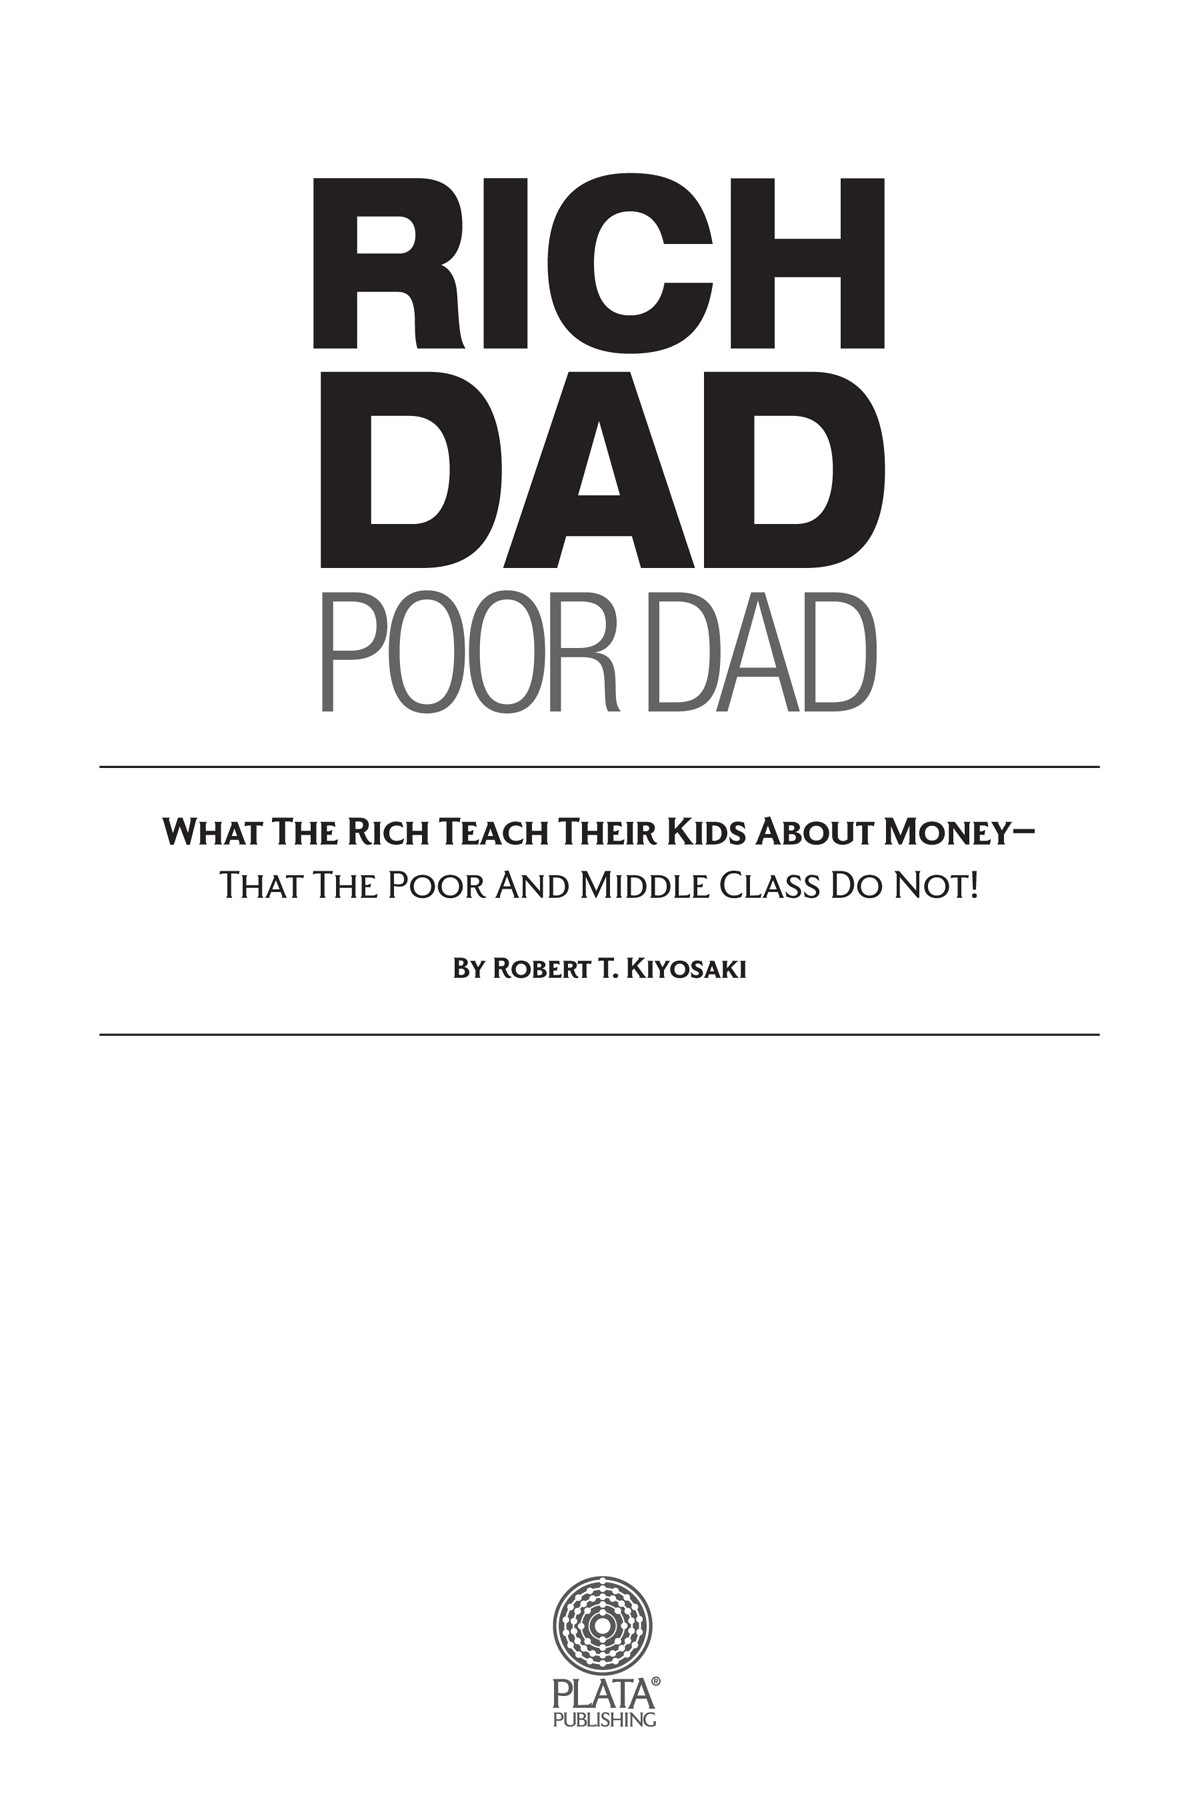 RICH
DAD
POOR DAD
WHAT THE RICH TEACH THEIR KIDS ABOUT MONEY–
THAT THE POOR AND MIDDLE CLASS DO NOT!
BY ROBERT T. KIYOSAKI
PLATA®
PUBLISHING